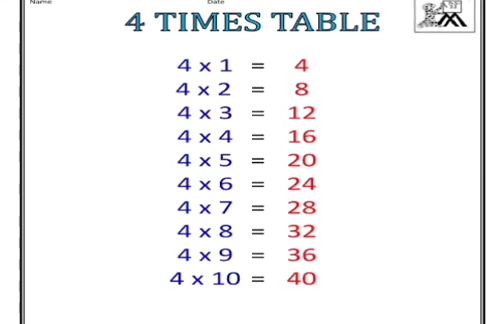 Name Date
4 TIMES TABLE
4 x 1 = 4
4 x 2 = 8
4 x 3 = 12
4 x 4 = 16
4 x 5 = 20
4 x 6 = 24
4 x 7 = 28
4 x 8 = 32
4 x 9 = 36
4 x 10 = 40